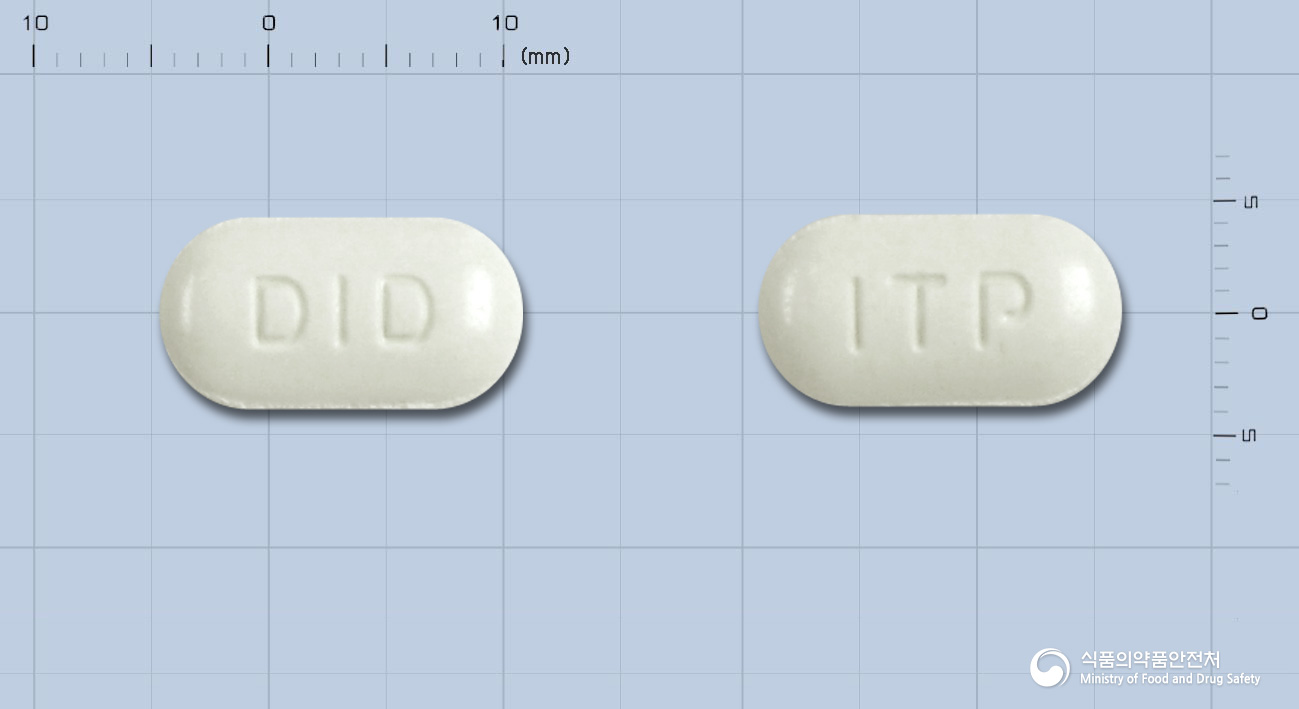 10 0 10 (mm)
5
0
5
DID
ITP
식품의약품안전처
Ministry of Food and Drug Safety